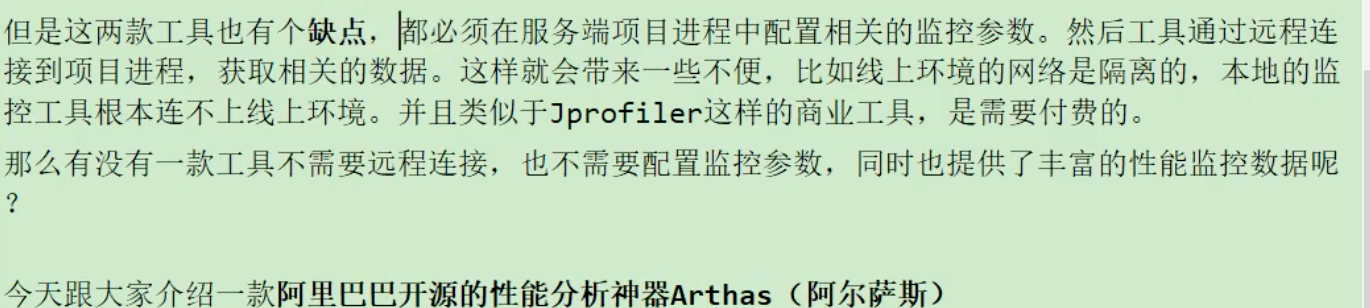 但是这两款工具也有个缺点，都必须在服务端项目进程中配置相关的监控参数。然后工具通过远程连
接到项目进程，获取相关的数据。这样就会带来一些不便，比如线上环境的网络是隔离的，本地的监
控工具根本连不上线上环境。并且类似于Jprofiler这样的商业工具，是需要付费的。
那么有没有一款工具不需要远程连接，也不需要配置监控参数，同时也提供了丰富的性能监控数据呢
？
今天跟大家介绍一款阿里巴巴开源的性能分析神器Arthas（阿尔萨斯）